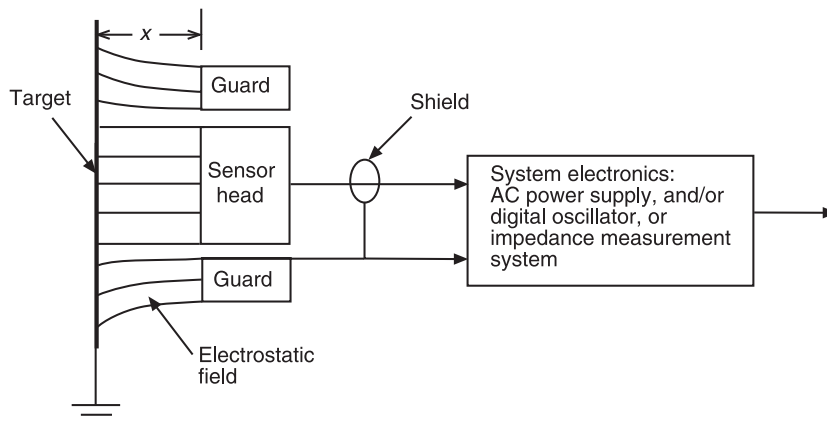 x
Guard
Target
Shield
Sensor
head
System electronics:
AC power supply, and/or
digital oscillator, or
impedance measurement
system
Guard
Electrostatic
field